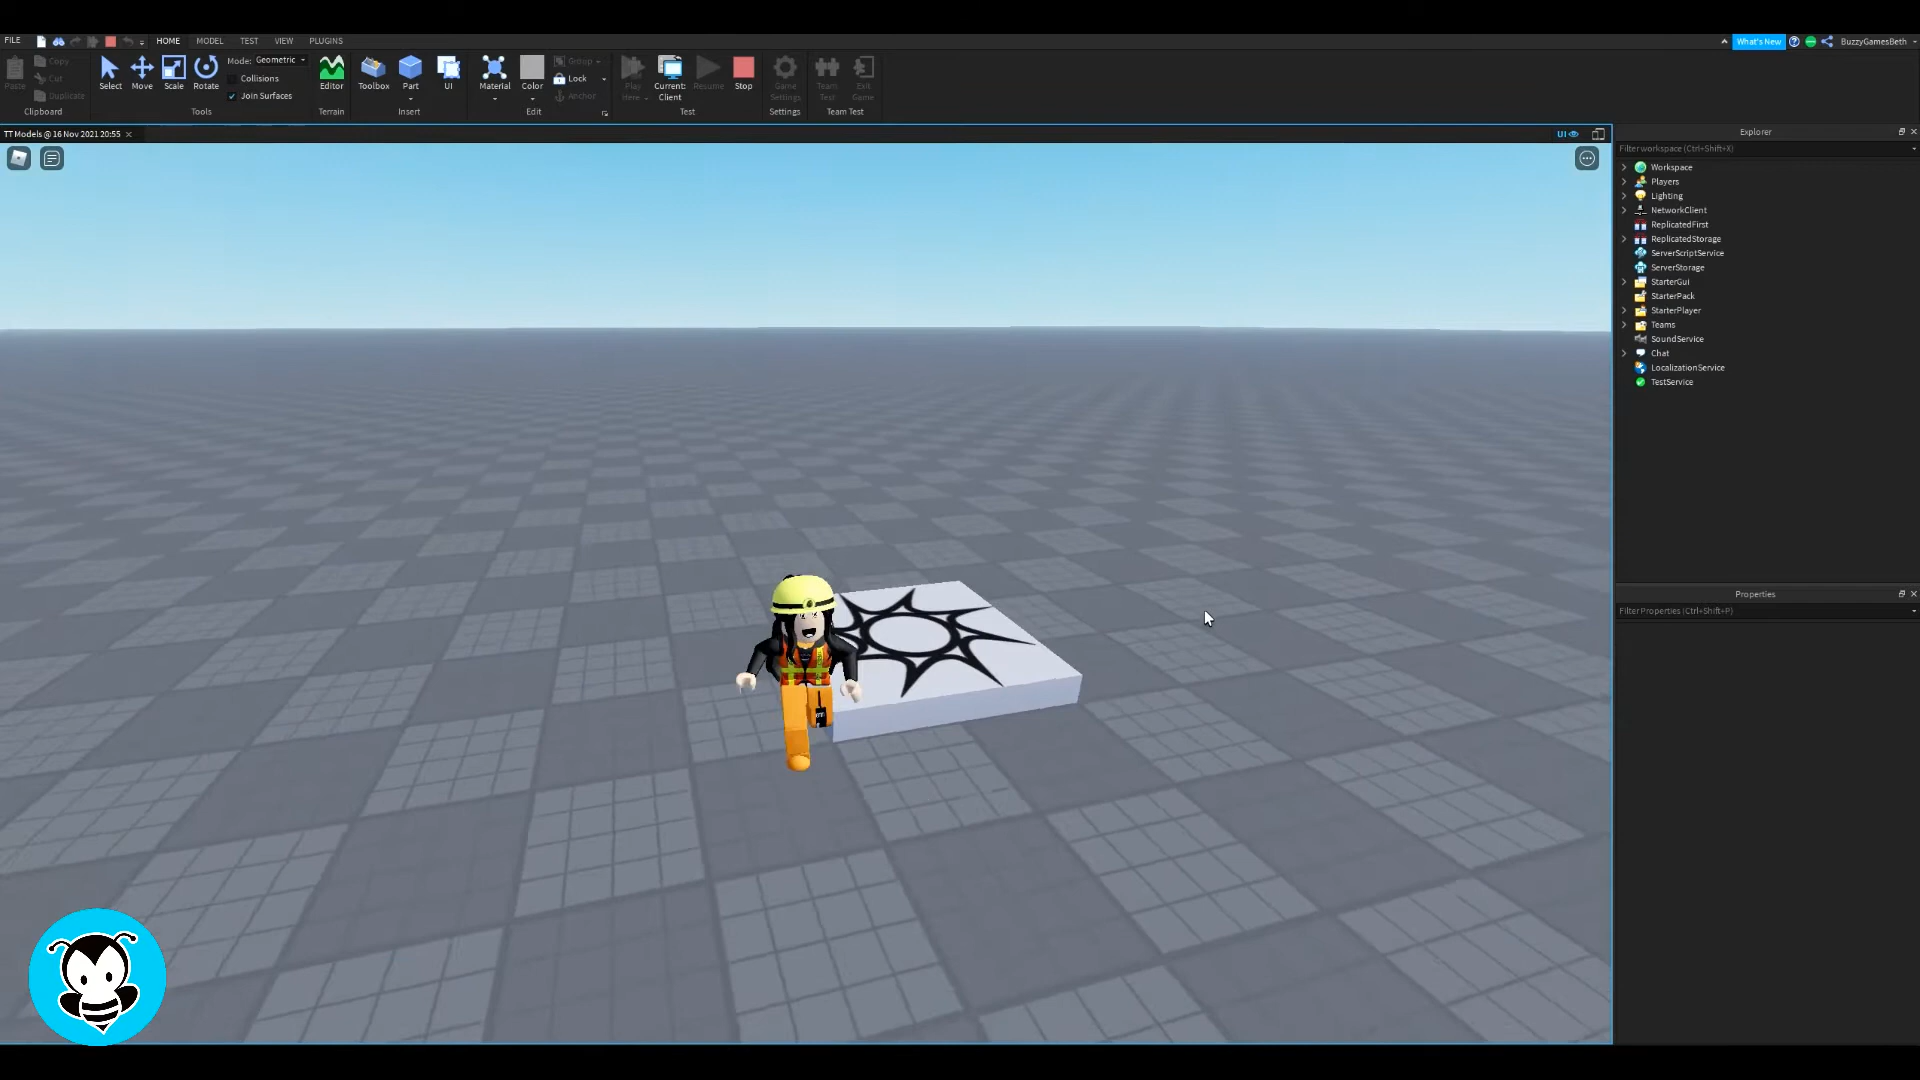 FILE HOME MODEL TEST VIEW PLUGINS What's New BuzzyGamesBeth
Paste Copy Cut Duplicate Clipboard
Select Move Scale Rotate Mode: Geometric Collisions Join Surfaces Tools
Editor Terrain
Toolbox Part UI Insert
Material Color Group Lock Anchor Edit
Play Here Current: Client Resume Stop Test
Game Settings Settings
Team Test Exit Game Team Test
TT Models @ 16 Nov 2021 20:55 UI
Explorer
Filter workspace (Ctrl+Shift+X)
Workspace
Players
Lighting
NetworkClient
ReplicatedFirst
ReplicatedStorage
ServerScriptService
ServerStorage
StarterGui
StarterPack
StarterPlayer
Teams
SoundService
Chat
LocalizationService
TestService
Properties
Filter Properties (Ctrl+Shift+P)